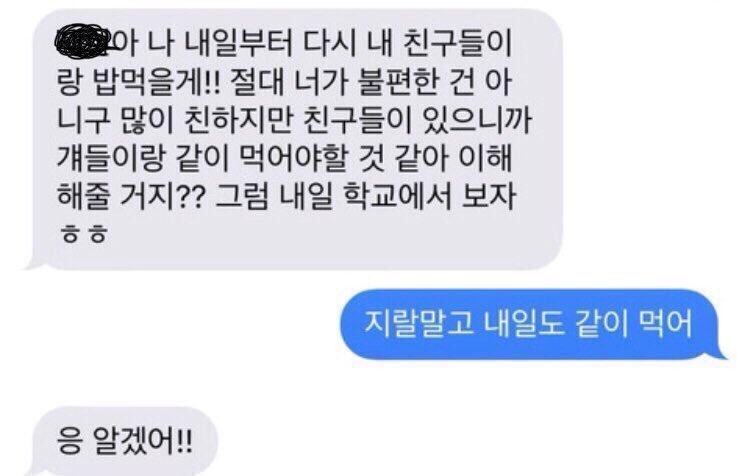 아 나 내일부터 다시 내 친구들이
랑 밥먹을게!! 절대 너가 불편한 건 아
니구 많이 친하지만 친구들이 있으니까
걔들이랑 같이 먹어야할 것 같아 이해
해줄 거지?? 그럼 내일 학교에서 보자
ㅎㅎ
지랄말고 내일도 같이 먹어
응 알겠어!!